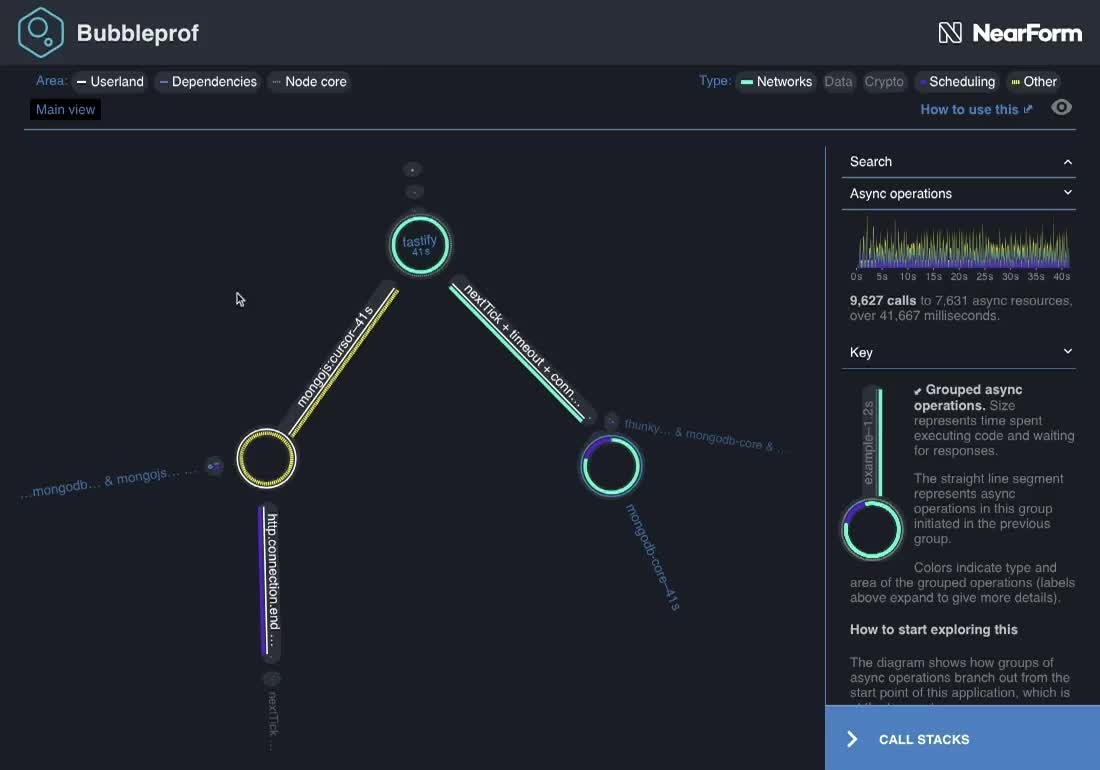 Bubbleprof
NearForm
Area: Userland Dependencies Node core
Type: Networks Data Crypto Scheduling Other
Main view
How to use this
Search
Async operations
fastify
41s
0s 5s 10s 15s 20s 25s 30s 35s 40s
9,627 calls to 7,631 async resources,
over 41,667 milliseconds.
mongojs:cursor–41s
nextTick + timeout + conn…
Key
Grouped async
operations. Size
represents time spent
executing code and waiting
for responses.
example–1.2s
thunky… & mongodb-core & …
…mongodb… & mongojs… …
The straight line segment
represents async
operations in this group
initiated in the previous
group.
http.connection.end …
mongodb-core–41s
Colors indicate type and
area of the grouped operations (labels
above expand to give more details).
How to start exploring this
The diagram shows how groups of
async operations branch out from the
start point of this application, which is
nextTick …
CALL STACKS